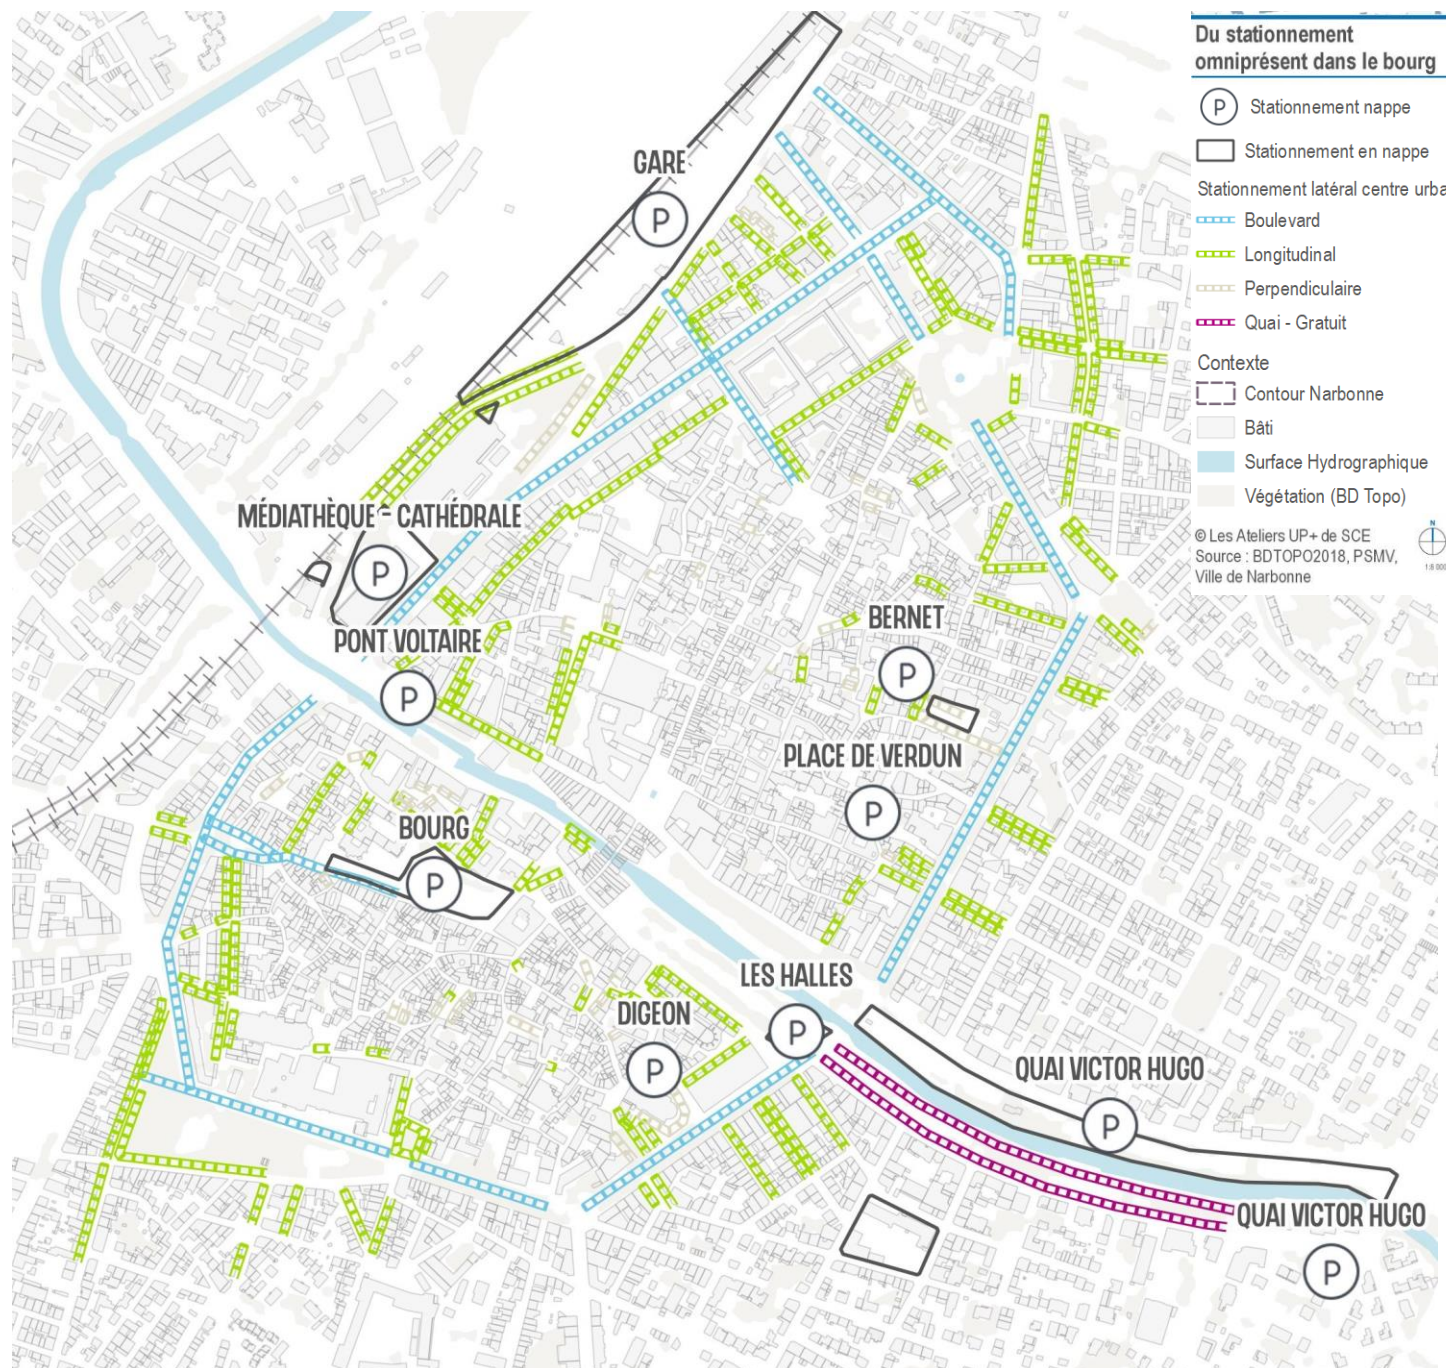 Du stationnement
omniprésent dans le bourg
P Stationnement nappe
Stationnement en nappe
Stationnement latéral centre urba
Boulevard
Longitudinal
Perpendiculaire
Quai - Gratuit
Contexte
Contour Narbonne
Bâti
Surface Hydrographique
Végétation (BD Topo)
© Les Ateliers UP+ de SCE
Source : BDTOPO2018, PSMV,
Ville de Narbonne
N
1:8 000
GARE
P
MÉDIATHÈQUE - CATHÉDRALE
P
PONT VOLTAIRE
P
BERNET
P
PLACE DE VERDUN
P
BOURG
P
LES HALLES
P
DIGEON
P
QUAI VICTOR HUGO
P
QUAI VICTOR HUGO
P